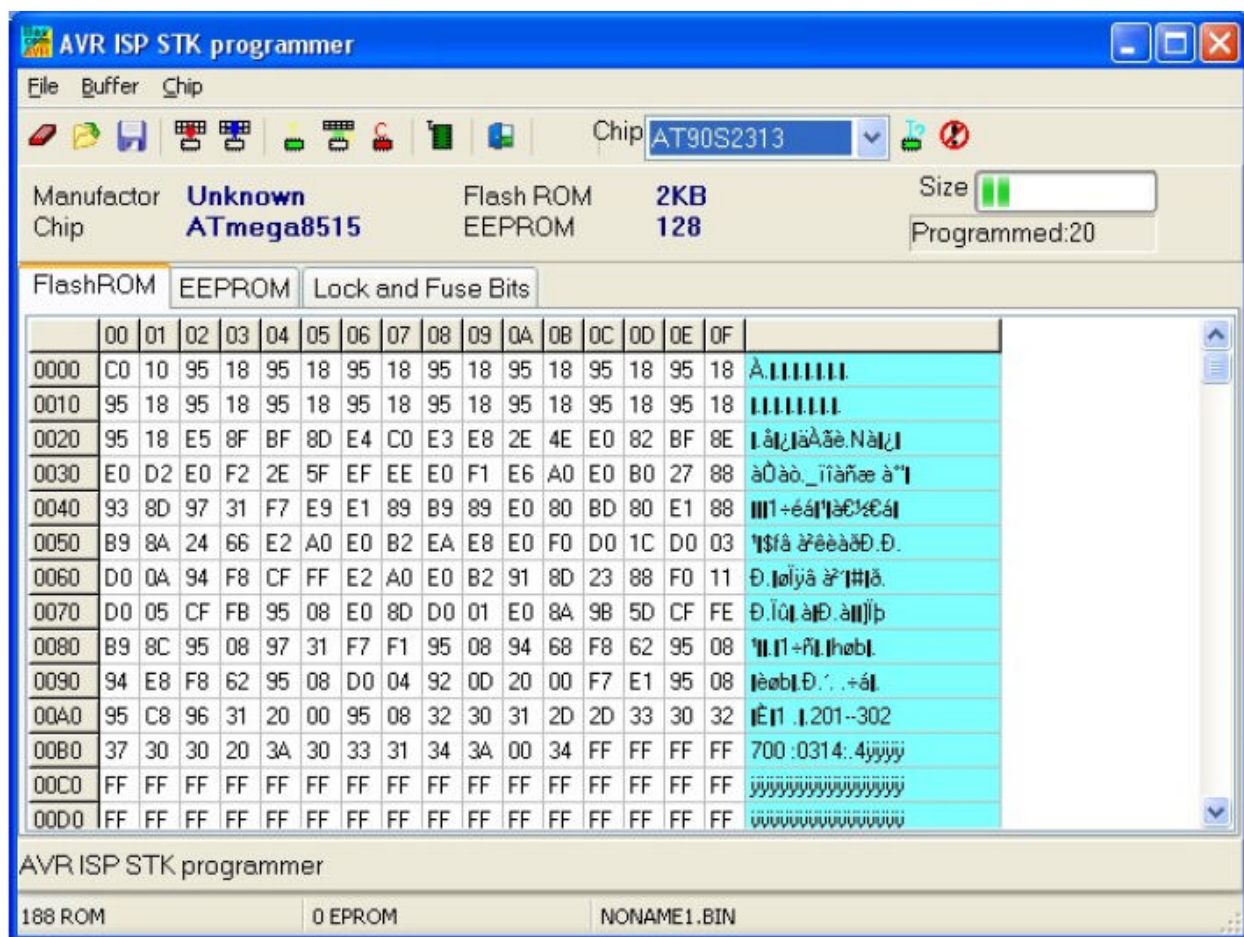 AVR ISP STK programmer
File Buffer Chip
Chip AT90S2313
Manufactor Unknown Flash ROM 2KB Size
Chip ATmega8515 EEPROM 128 Programmed:20
FlashROM EEPROM Lock and Fuse Bits
00 01 02 03 04 05 06 07 08 09 0A 0B 0C 0D 0E 0F
0000 C0 10 95 18 95 18 95 18 95 18 95 18 95 18 95 18
0010 95 18 95 18 95 18 95 18 95 18 95 18 95 18 95 18
0020 95 18 E5 8F BF 8D E4 C0 E3 E8 2E 4E E0 82 BF 8E
0030 E0 D2 E0 F2 2E 5F EF EE E0 F1 E6 A0 E0 B0 27 88
0040 93 8D 97 31 F7 E9 E1 89 B9 89 E0 80 BD 80 E1 88
0050 B9 8A 24 66 E2 A0 E0 B2 EA E8 E0 F0 D0 1C D0 03
0060 D0 0A 94 F8 CF FF E2 A0 E0 B2 91 8D 23 88 F0 11
0070 D0 05 CF FB 95 08 E0 8D D0 01 E0 8A 9B 5D CF FE
0080 B9 8C 95 08 97 31 F7 F1 95 08 94 68 F8 62 95 08
0090 94 E8 F8 62 95 08 D0 04 92 0D 20 00 F7 E1 95 08
00A0 95 C8 96 31 20 00 95 08 32 30 31 2D 2D 33 30 32 .201--302
00B0 37 30 30 20 3A 30 33 31 34 3A 00 34 FF FF FF FF 700 :0314:.4ÿÿÿÿ
00C0 FF FF FF FF FF FF FF FF FF FF FF FF FF FF FF FF ÿÿÿÿÿÿÿÿÿÿÿÿÿÿÿÿ
00D0 FF FF FF FF FF FF FF FF FF FF FF FF FF FF FF FF ÿÿÿÿÿÿÿÿÿÿÿÿÿÿÿÿ
AVR ISP STK programmer
188 ROM 0 EPROM NONAME1.BIN